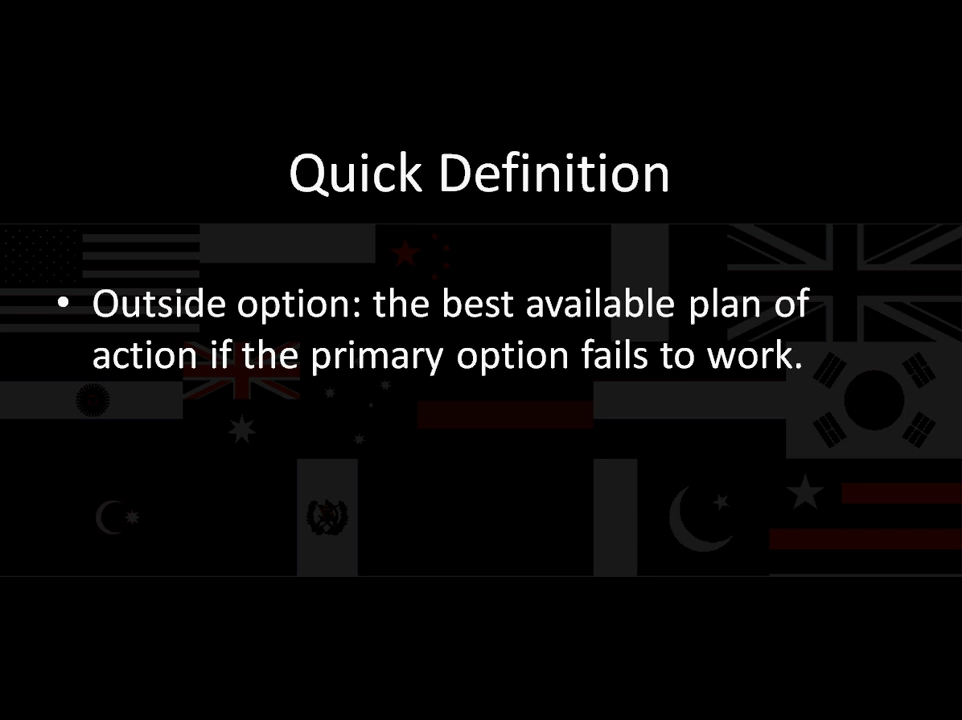 Quick Definition
• Outside option: the best available plan of
action if the primary option fails to work.